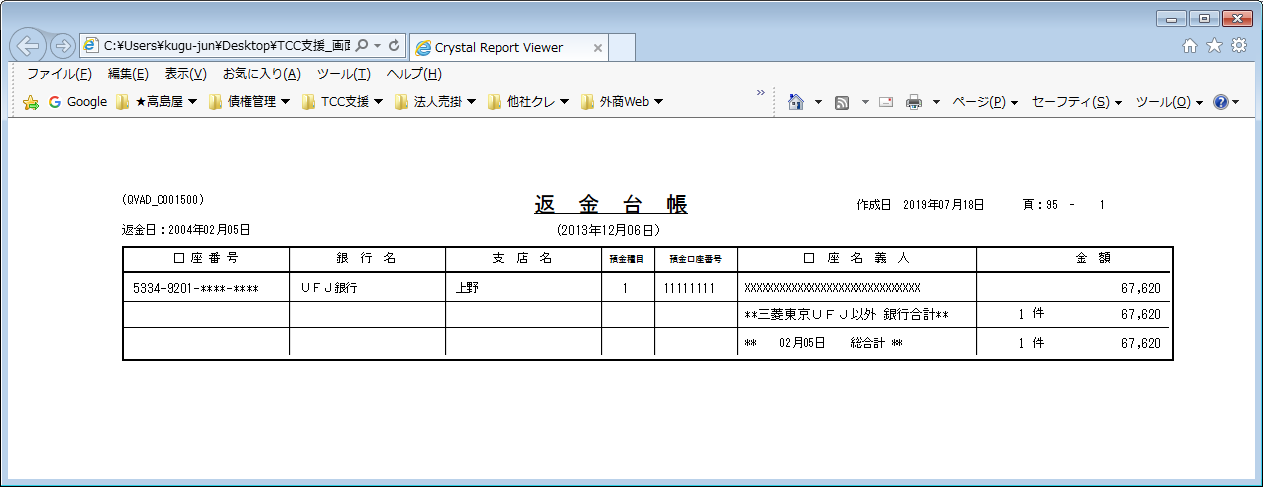 C:¥Users¥kugu-jun¥Desktop¥TCC支援_画面
Crystal Report Viewer
ファイル(F) 編集(E) 表示(V) お気に入り(A) ツール(T) ヘルプ(H)
Google ★高島屋 債権管理 TCC支援 法人売掛 他社クレ 外商Web » ページ(P) セーフティ(S) ツール(O)
(QVAD_C001500) 返 金 台 帳 作成日 2019年07月18日 頁:95 - 1
返金日:2004年02月05日 (2013年12月06日)
口 座 番 号 銀 行 名 支 店 名 預金種目 預金口座番号 口 座 名 義 人 金 額
5334-9201-****-**** UFJ銀行 上野 1 11111111 XXXXXXXXXXXXXXXXXXXXXXXXXXXXXX 67,620
**三菱東京UFJ以外 銀行合計** 1 件 67,620
** 02月05日 総合計 ** 1 件 67,620